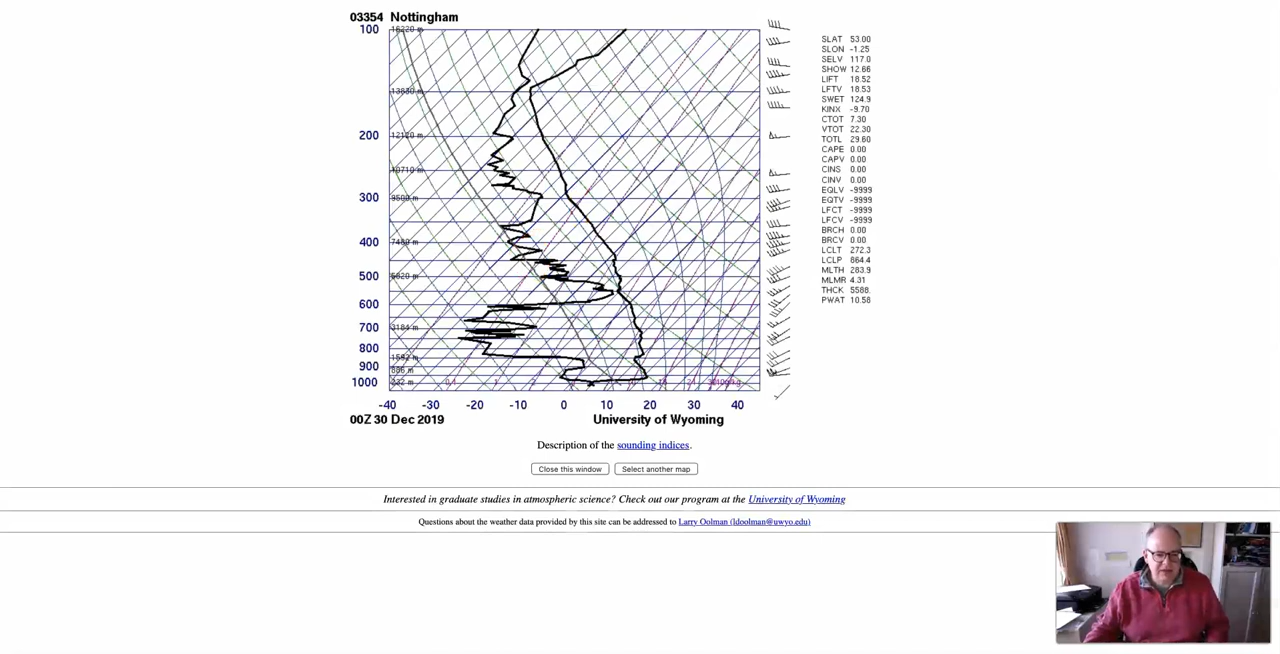 03354 Nottingham
100
16220 m
13830 m
200
12120 m
10710 m
300
9500 m
400
7480 m
500
5820 m
600
700
3184 m
800
1592 m
900
886 m
1000
232 m
-40 -30 -20 -10 0 10 20 30 40
00Z 30 Dec 2019
University of Wyoming
SLAT 53.00
SLON -1.25
SELV 117.0
SHOW 12.66
LIFT 18.52
LFTV 18.53
SWET 124.9
KINX -9.70
CTOT 7.30
VTOT 22.30
TOTL 29.60
CAPE 0.00
CAPV 0.00
CINS 0.00
CINV 0.00
EQLV -9999
EQTV -9999
LFCT -9999
LFCV -9999
BRCH 0.00
BRCV 0.00
LCLT 272.3
LCLP 864.4
MLTH 283.9
MLMR 4.31
THCK 5588.
PWAT 10.58
Description of the sounding indices.
Close this window
Select another map
Interested in graduate studies in atmospheric science? Check out our program at the University of Wyoming
Questions about the weather data provided by this site can be addressed to Larry Oolman (ldoolman@uwyo.edu)